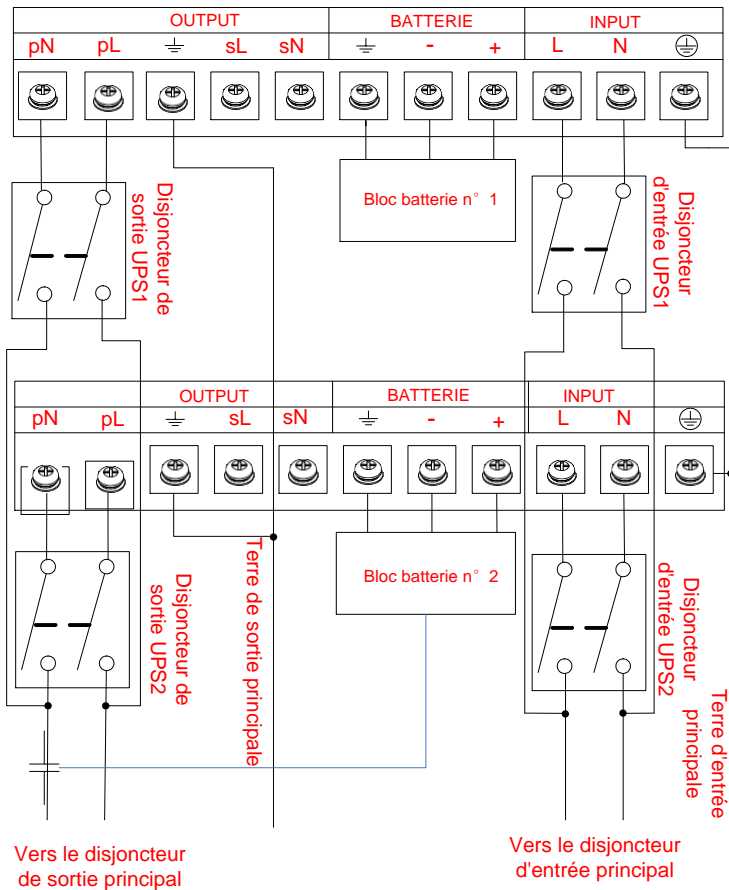 OUTPUT BATTERIE INPUT
pN pL sL sN - + L N
Bloc batterie n° 1
Disjoncteur de
sortie UPS1
Disjoncteur
d'entrée UPS1
OUTPUT BATTERIE INPUT
pN pL sL sN - + L N
Bloc batterie n° 2
Disjoncteur de
sortie UPS2
Terre de sortie principale
Disjoncteur
d'entrée UPS2
Terre d'entrée
principale
Vers le disjoncteur
de sortie principal
Vers le disjoncteur
d'entrée principal